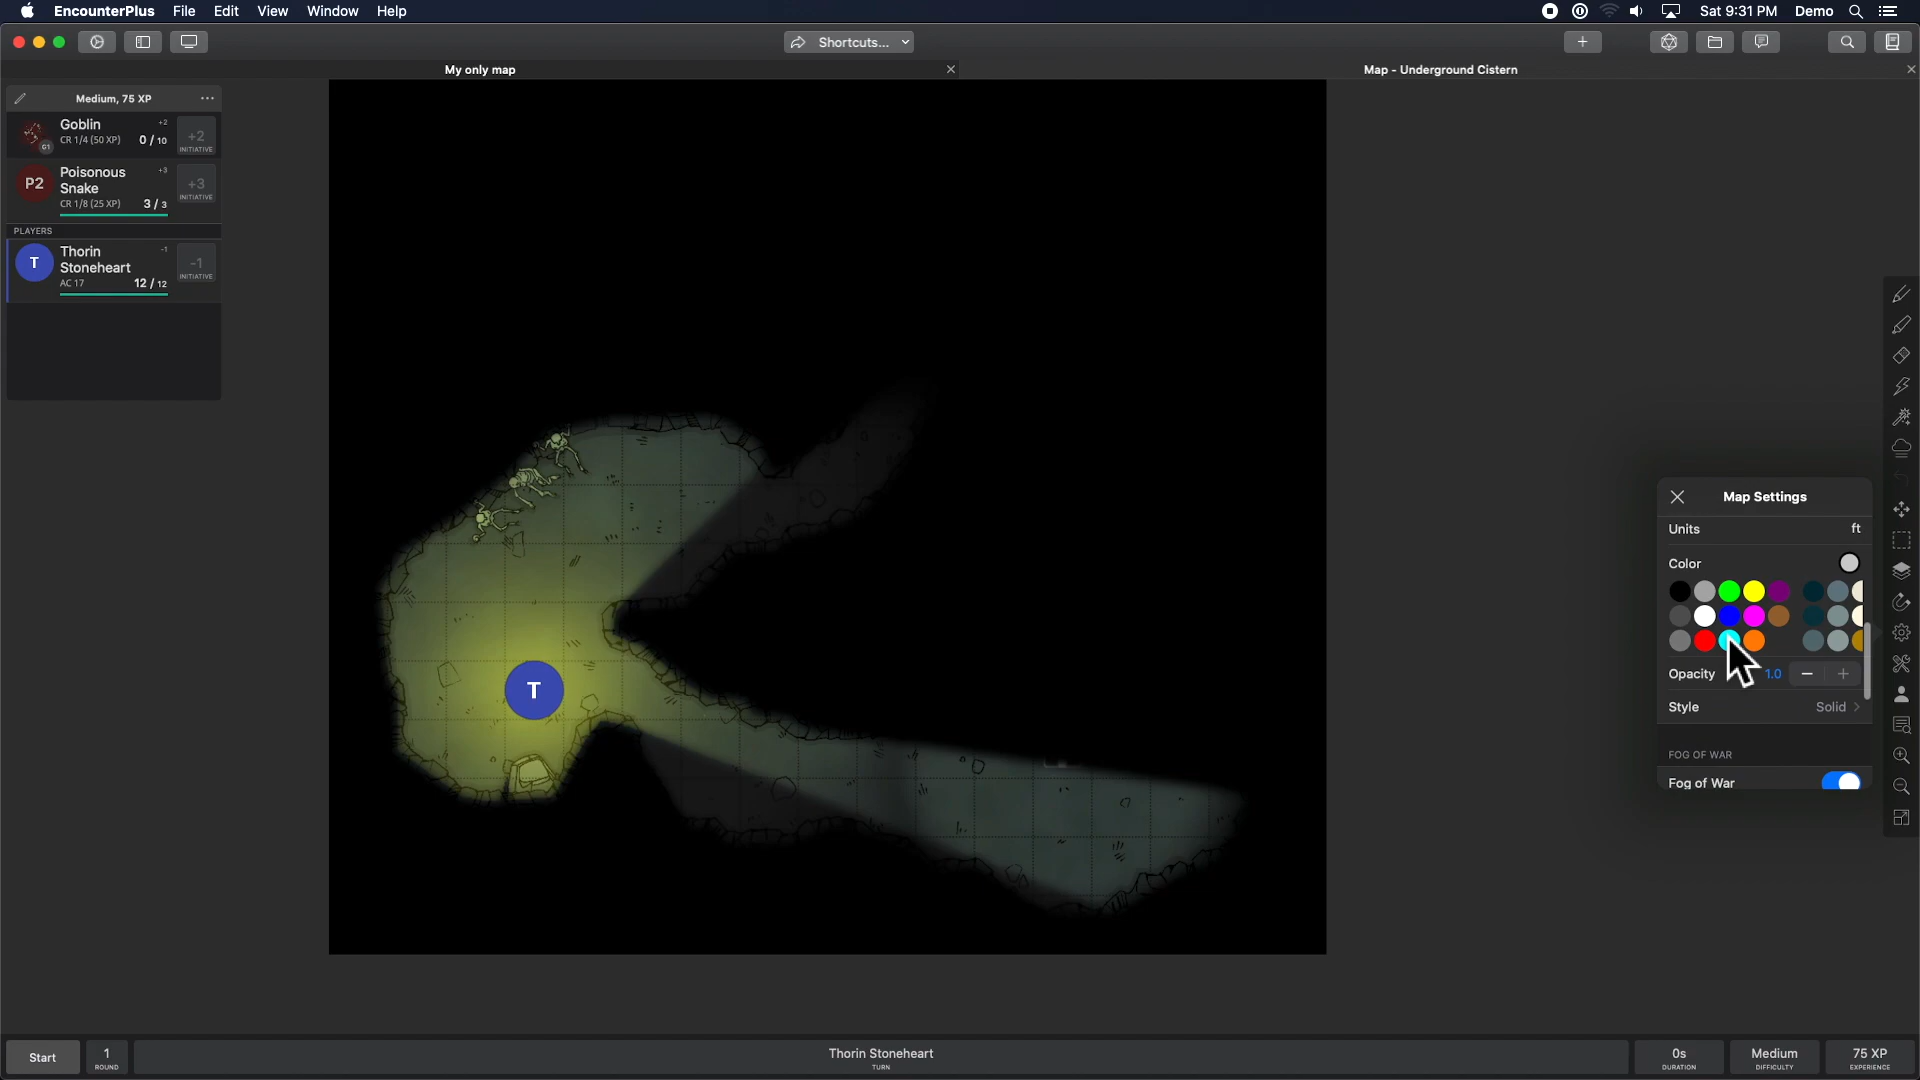 EncounterPlus File Edit View Window Help
Sat 9:31 PM Demo
Shortcuts...
My only map
Map - Underground Cistern
Medium, 75 XP
Goblin +2
CR 1/4 (50 XP) 0 / 10
G1
+2
INITIATIVE
P2
Poisonous +3
Snake
CR 1/8 (25 XP) 3 / 3
+3
INITIATIVE
PLAYERS
T
Thorin -1
Stoneheart
AC 17 12 / 12
-1
INITIATIVE
T
Map Settings
Units ft
Color
Opacity 1.0
Style Solid
FOG OF WAR
Fog of War
Start
1
ROUND
Thorin Stoneheart
TURN
0s
DURATION
Medium
DIFFICULTY
75 XP
EXPERIENCE